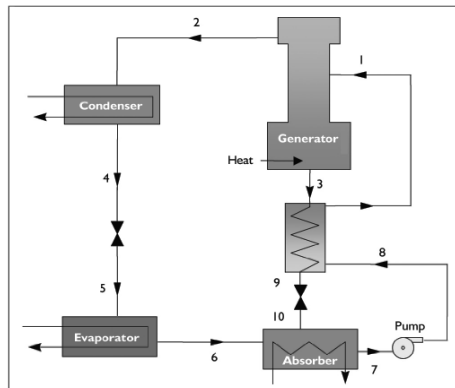 2
1
Condenser
Generator
Heat
4
3
8
9
5
10
Pump
Evaporator
6
Absorber
7